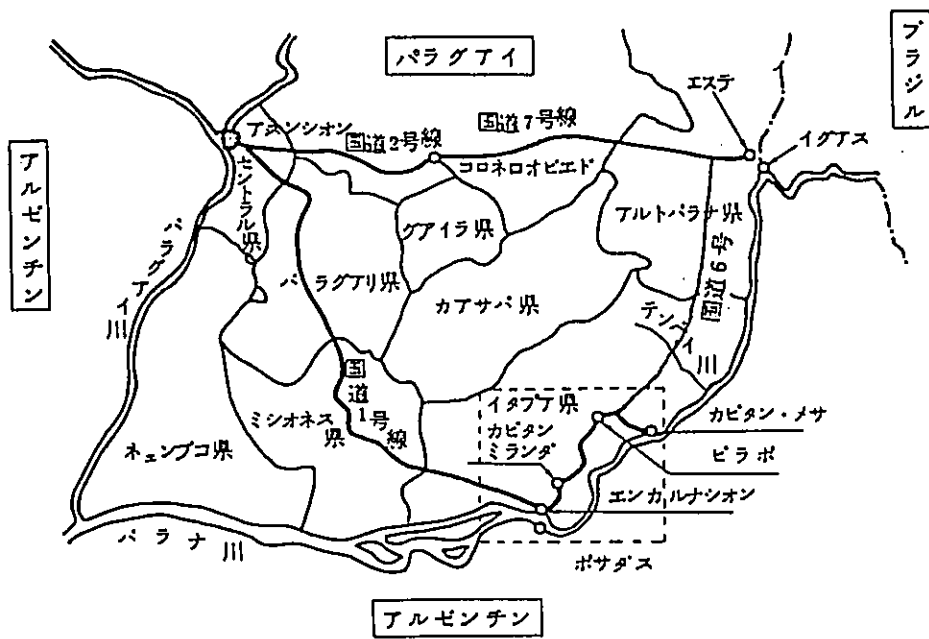 パラグアイ
ブラジル
エステ
アスンシオン
国道2号線
国道7号線
コロネロオビエド
イグアス
アルゼンチン
セントラル県
グアイラ県
アルトパラナ県
パラグアイ川
パラグアリ県
カアサパ県
国道6号
テンベイ川
国道1号線
ミシオネス県
イタプア県
カピタンミランダ
カピタン・メサ
ネェンブコ県
ピラポ
エンカルナシオン
パラナ川
ポサダス
アルゼンチン